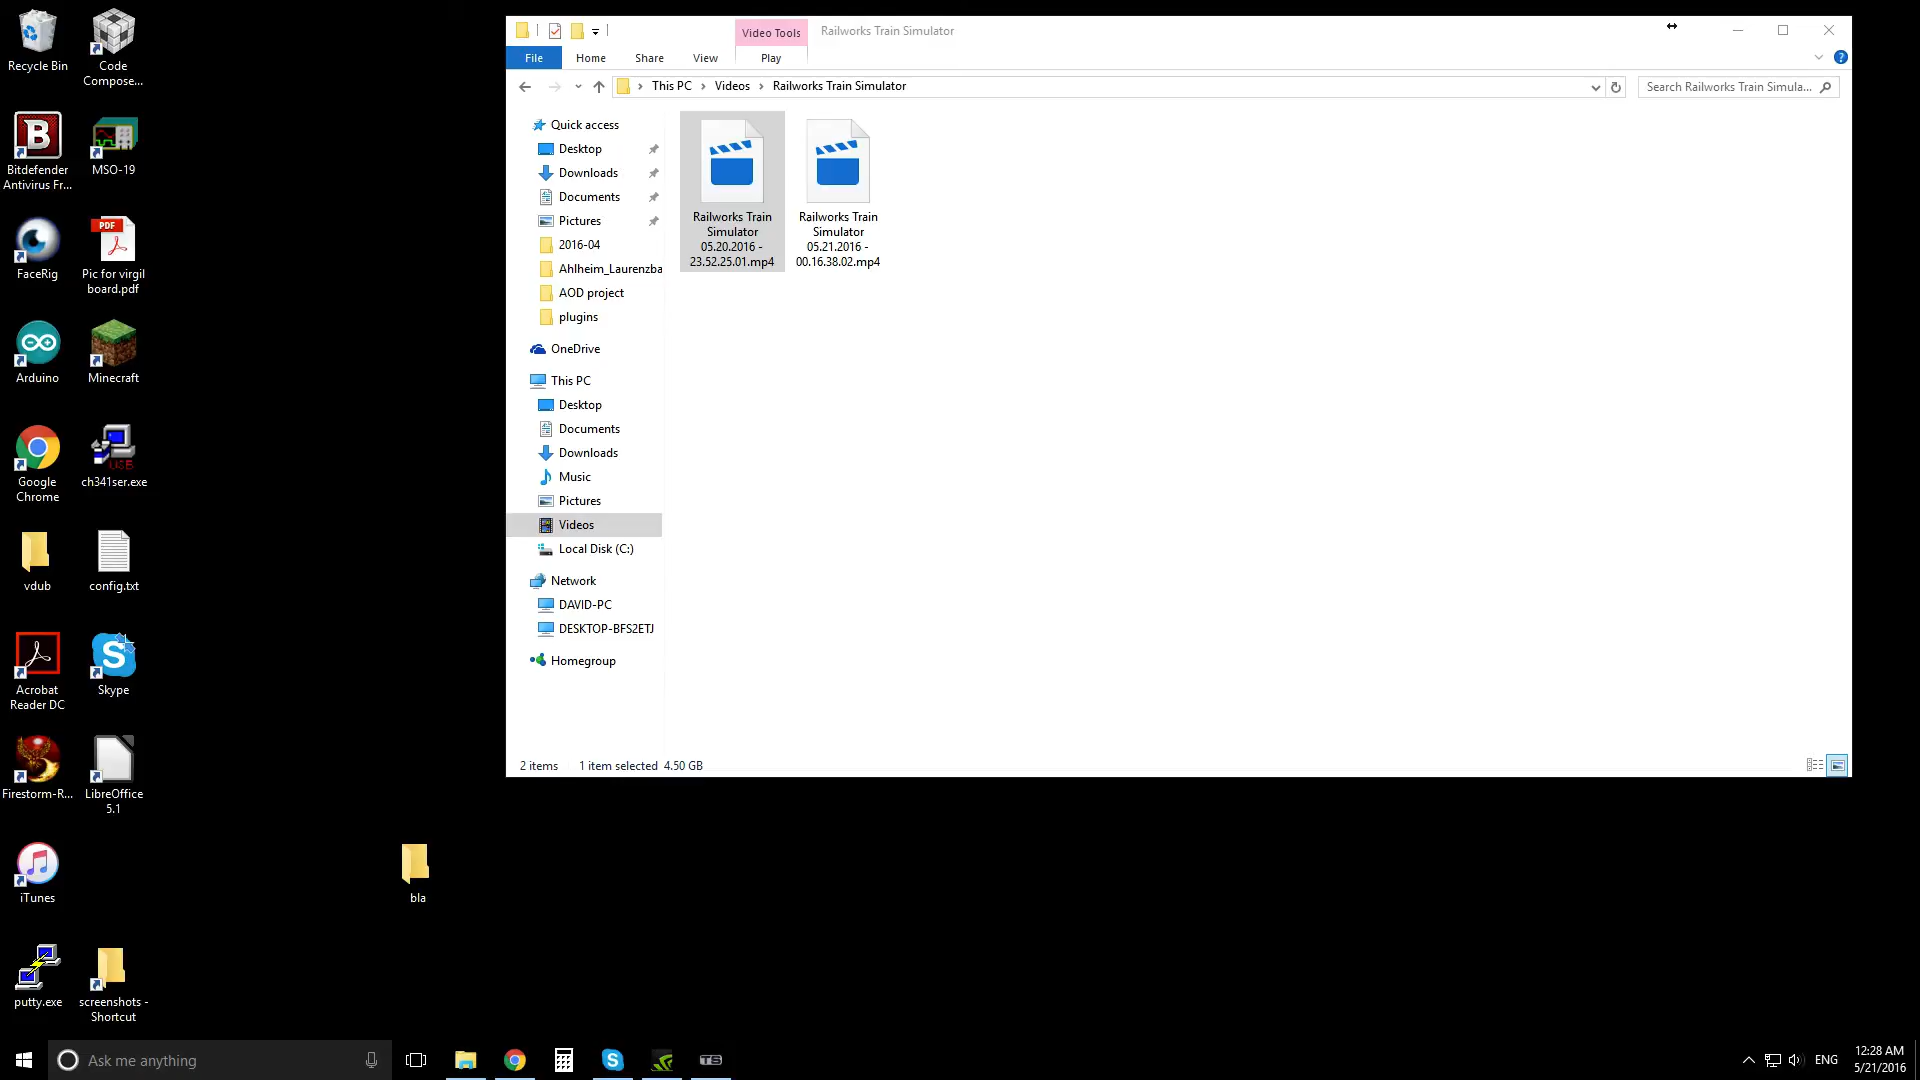 Recycle Bin
Code
Compose...
Bitdefender
Antivirus Fr...
MSO-19
FaceRig
PDF
Pic for virgil
board.pdf
Arduino
Minecraft
Google
Chrome
USB
ch341ser.exe
vdub
config.txt
Acrobat
Reader DC
Skype
Firestorm-R...
LibreOffice
5.1
iTunes
bla
putty.exe
screenshots -
Shortcut
Video Tools
Railworks Train Simulator
File
Home
Share
View
Play
This PC
Videos
Railworks Train Simulator
Search Railworks Train Simula...
Quick access
Desktop
Downloads
Documents
Pictures
2016-04
Ahlheim_Laurenzba
AOD project
plugins
OneDrive
This PC
Desktop
Documents
Downloads
Music
Pictures
Videos
Local Disk (C:)
Network
DAVID-PC
DESKTOP-BFS2ETJ
Homegroup
Railworks Train
Simulator
05.20.2016 -
23.52.25.01.mp4
Railworks Train
Simulator
05.21.2016 -
00.16.38.02.mp4
2 items
1 item selected 4.50 GB
Ask me anything
TS
ENG
12:28 AM
5/21/2016